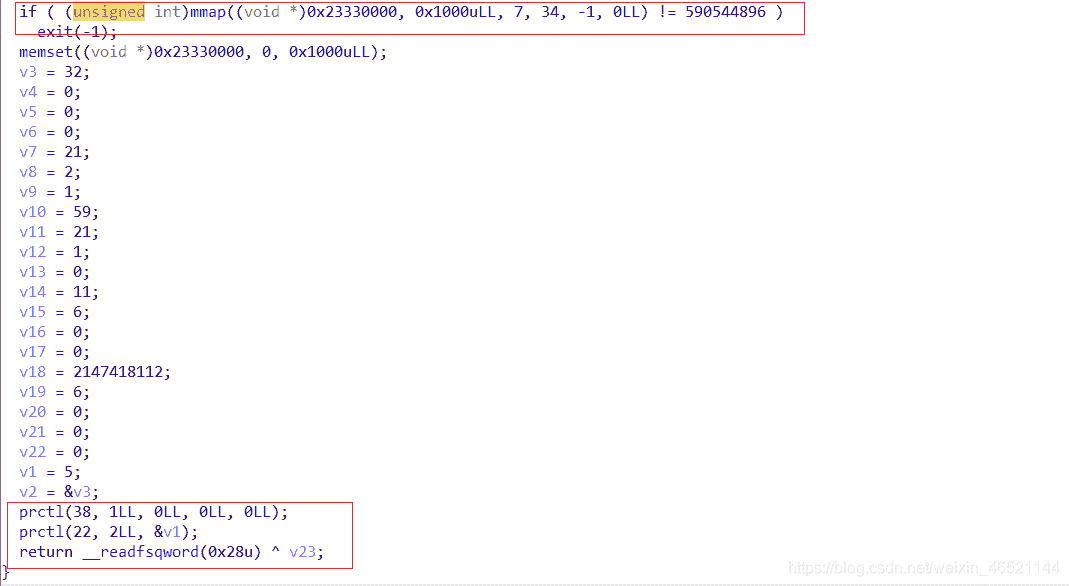 if ( (unsigned int)mmap((void *)0x23330000, 0x1000uLL, 7, 34, -1, 0LL) != 590544896 )
exit(-1);
memset((void *)0x23330000, 0, 0x1000uLL);
v3 = 32;
v4 = 0;
v5 = 0;
v6 = 0;
v7 = 21;
v8 = 2;
v9 = 1;
v10 = 59;
v11 = 21;
v12 = 1;
v13 = 0;
v14 = 11;
v15 = 6;
v16 = 0;
v17 = 0;
v18 = 2147418112;
v19 = 6;
v20 = 0;
v21 = 0;
v22 = 0;
v1 = 5;
v2 = &v3;
prctl(38, 1LL, 0LL, 0LL, 0LL);
prctl(22, 2LL, &v1);
return __readfsqword(0x28u) ^ v23;
}
https://blog.csdn.net/weixin_46521144